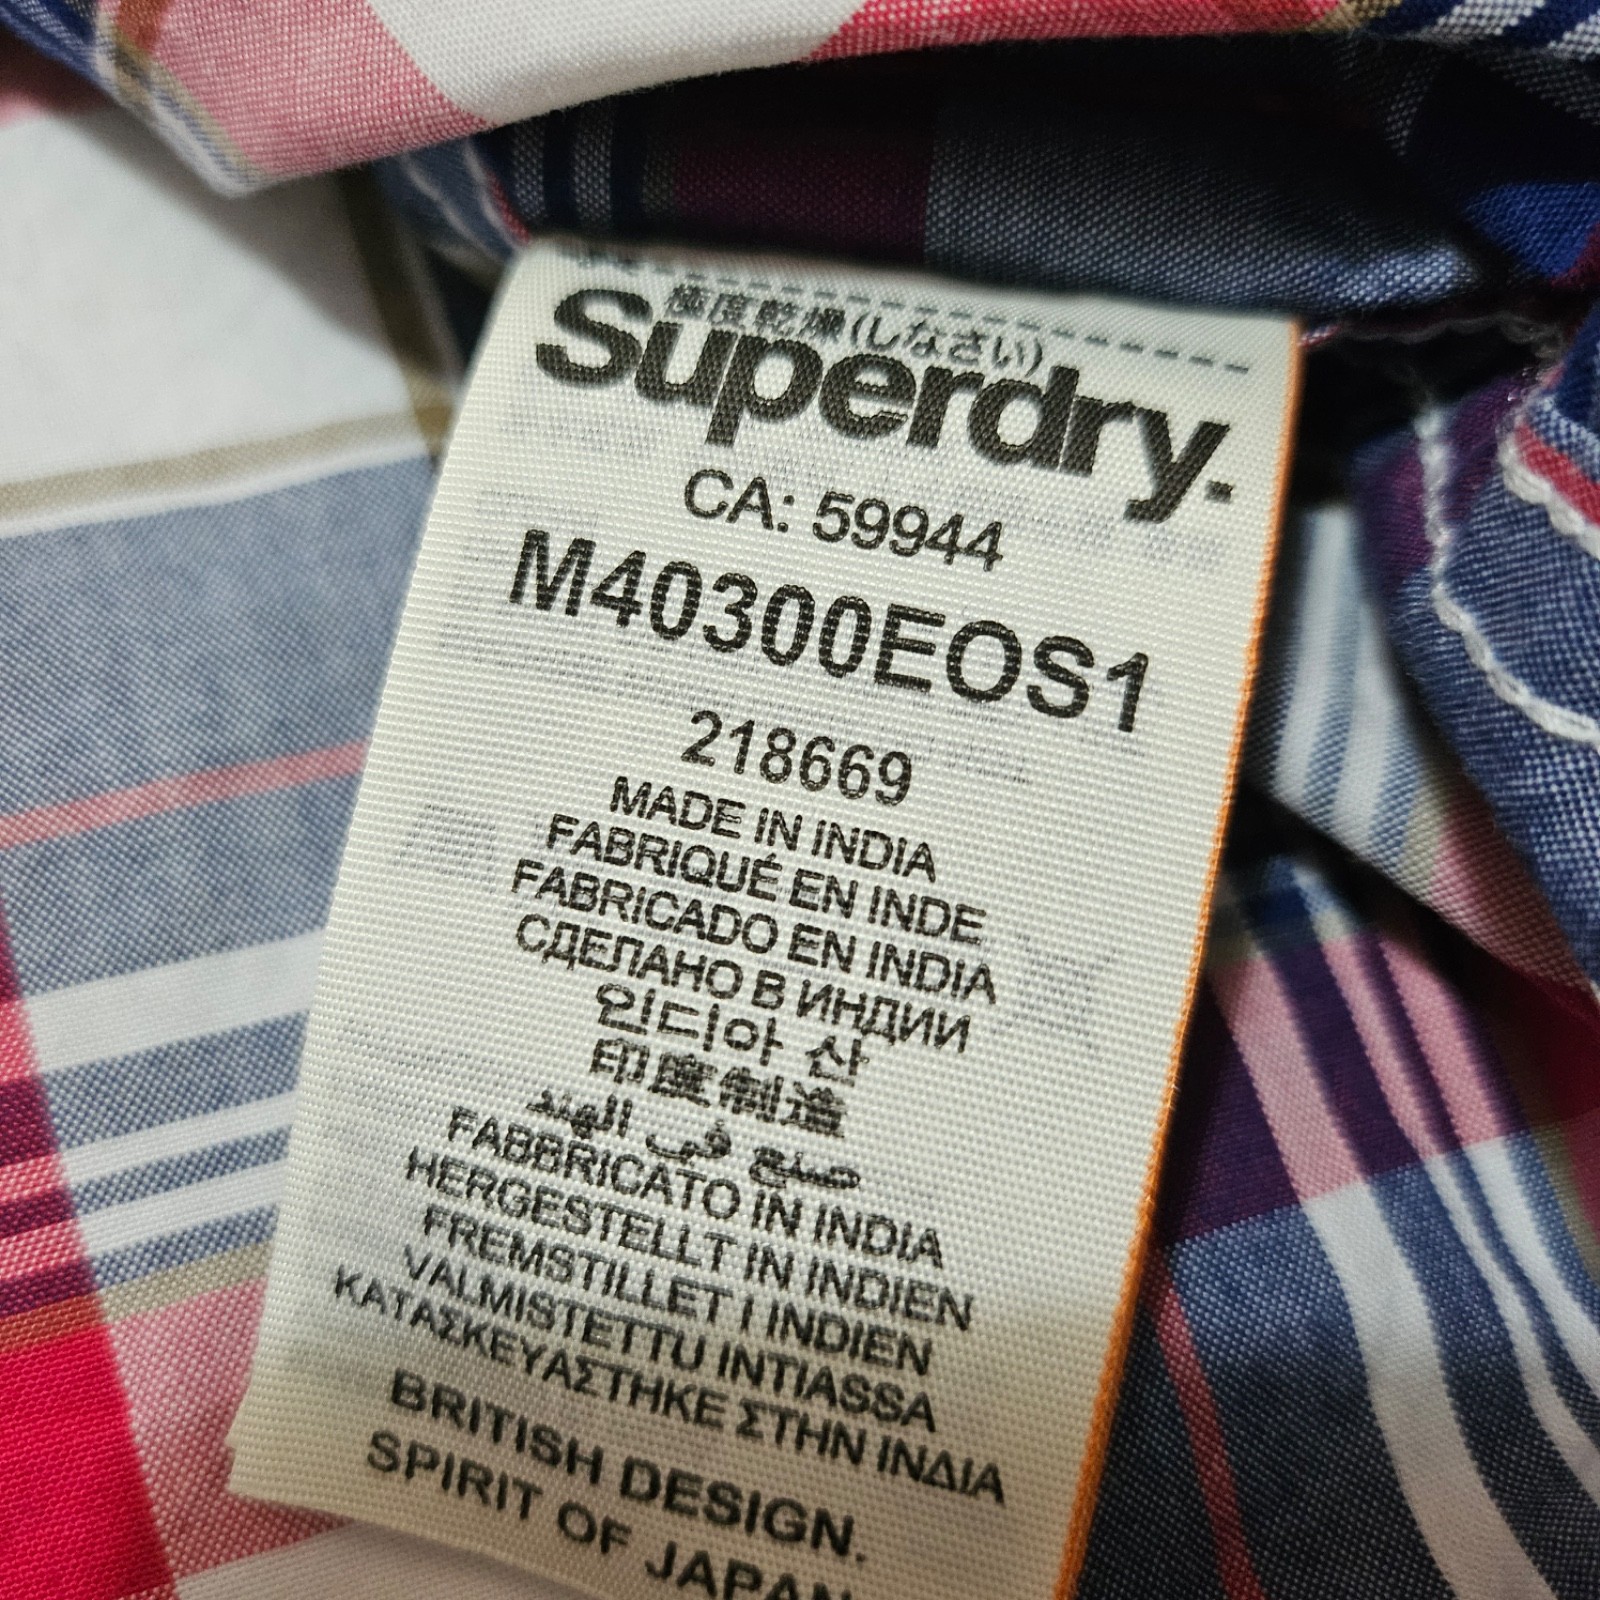 極度乾燥(しなさい)
Superdry.
CA: 59944
M40300EOS1
218669
MADE IN INDIA
FABRIQUÉ EN INDE
FABRICADO EN INDIA
СДЕЛАНО В ИНДИИ
인디아 산
印度制造
صنع في الهند
FABBRICATO IN INDIA
HERGESTELLT IN INDIEN
FREMSTILLET I INDIEN
VALMISTETTU INTIASSA
ΚΑΤΑΣΚΕΥΑΣΤΗΚΕ ΣΤΗΝ ΙΝΔΙΑ
BRITISH DESIGN.
SPIRIT OF JAPAN